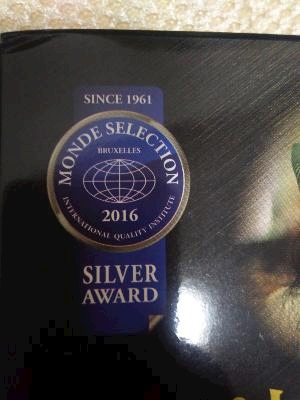 SINCE 1961
MONDE SELECTION
BRUXELLES
2016
INTERNATIONAL QUALITY INSTITUTE
SILVER
AWARD